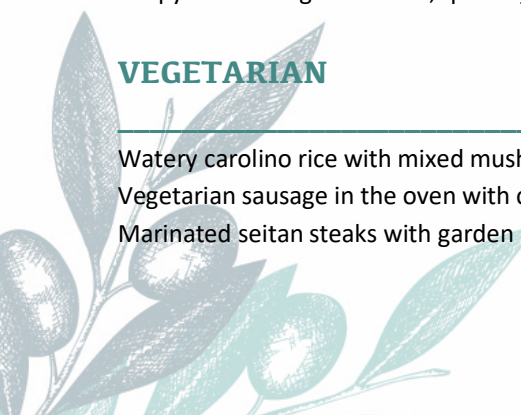 VEGETARIAN
Watery carolino rice with mixed
Vegetarian sausage in the oven with
Marinated seitan steaks with garden